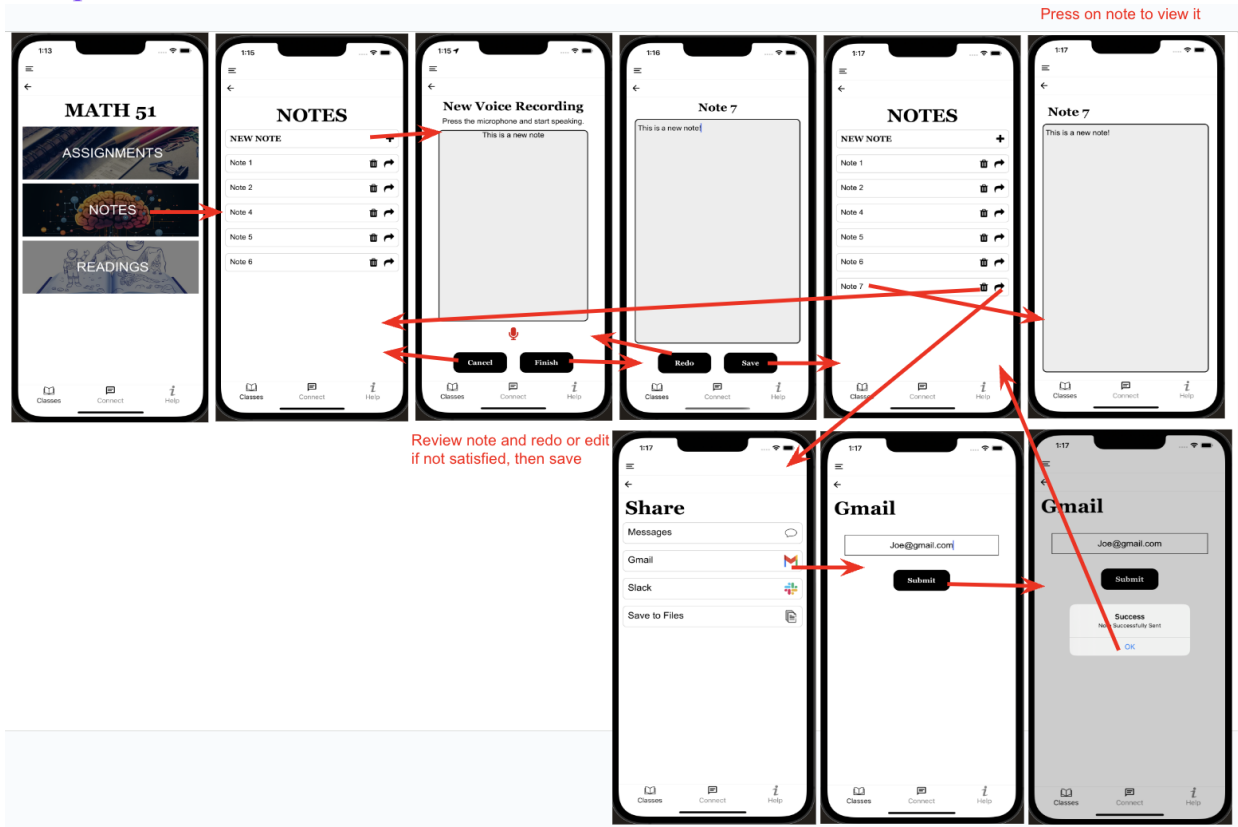 Press on note to view it
1:13
MATH 51
ASSIGNMENTS
NOTES
READINGS
Classes
Connect
Help
1:15
NOTES
NEW NOTE
Note 1
Note 2
Note 4
Note 5
Note 6
Classes
Connect
Help
1:15
New Voice Recording
Press the microphone and start speaking.
This is a new note
Cancel
Finish
Classes
Connect
Help
1:16
Note 7
This is a new note!
Redo
Save
Classes
Connect
Help
1:17
NOTES
NEW NOTE
Note 1
Note 2
Note 4
Note 5
Note 6
Note 7
Classes
Connect
Help
1:17
Note 7
This is a new note!
Classes
Connect
Help
Review note and redo or edit
if not satisfied, then save
1:17
Share
Messages
Gmail
Slack
Save to Files
Classes
Connect
Help
1:17
Gmail
Joe@gmail.com
Submit
Classes
Connect
Help
1:17
Gmail
Joe@gmail.com
Submit
Success
Note Successfully Sent
OK
Classes
Connect
Help